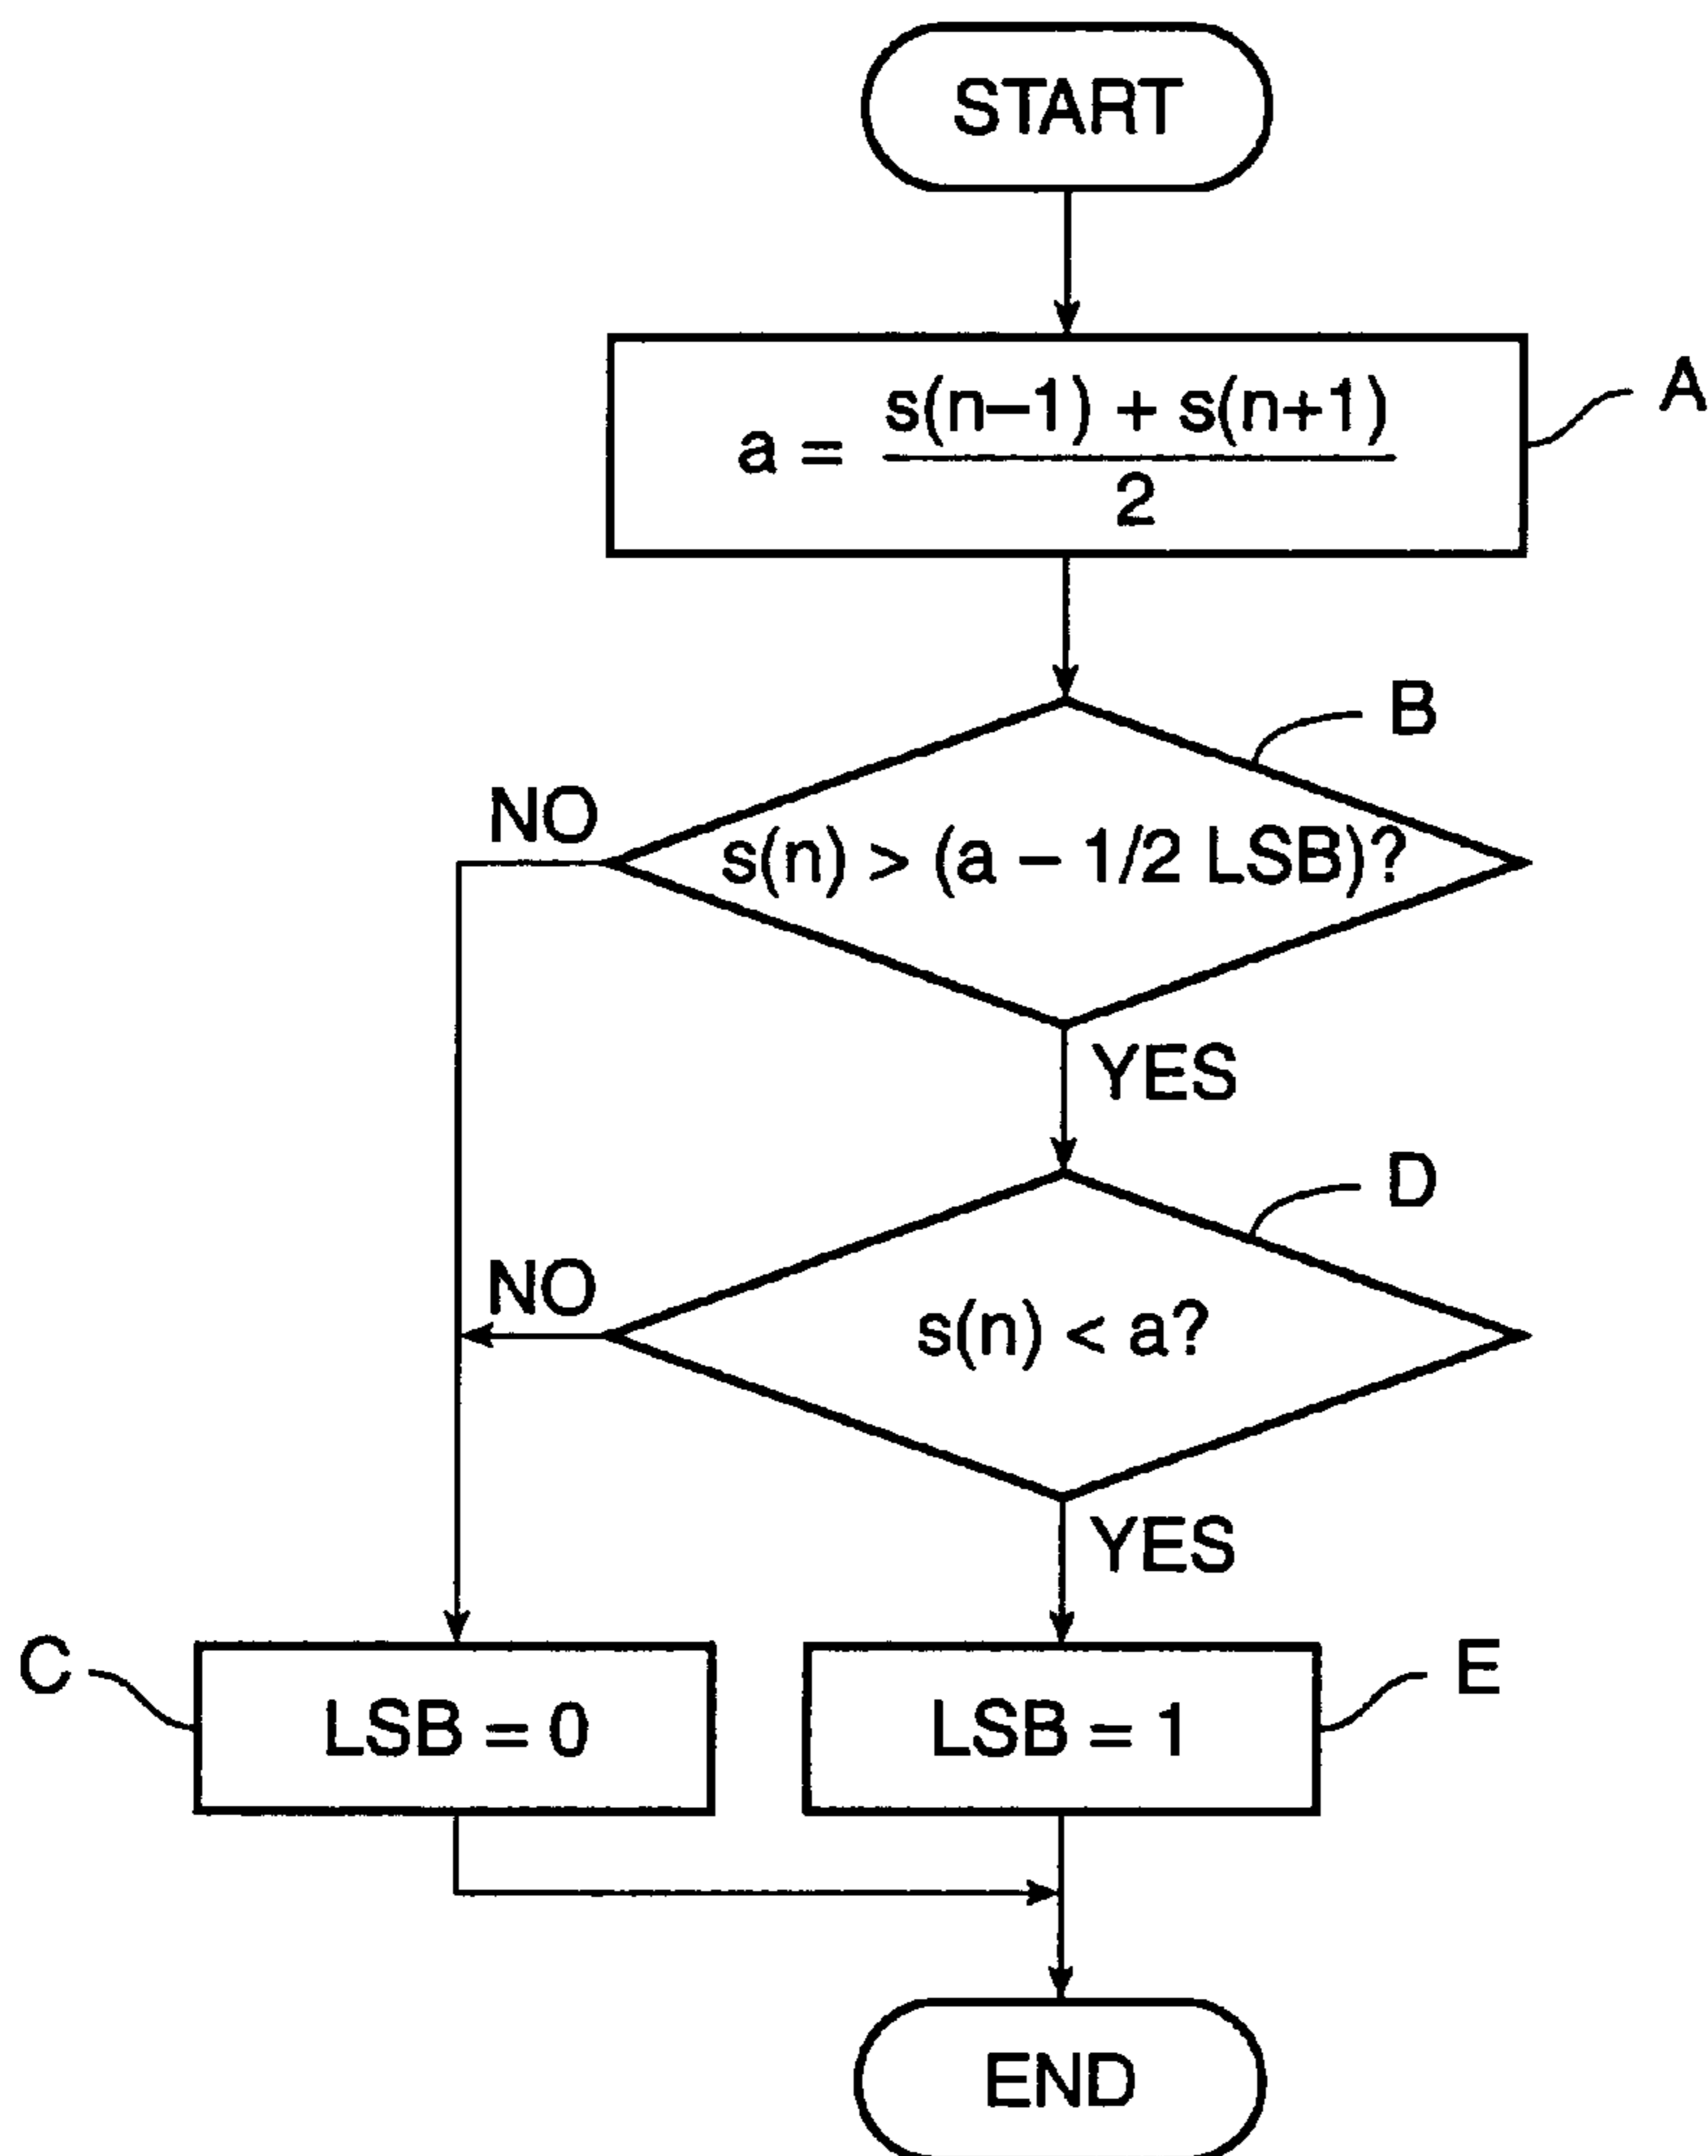 START
a = s(n−1) + s(n+1) / 2
A
B
NO
s(n) > (a − 1/2 LSB)?
YES
D
NO
s(n) < a?
YES
C
E
LSB = 0
LSB = 1
END